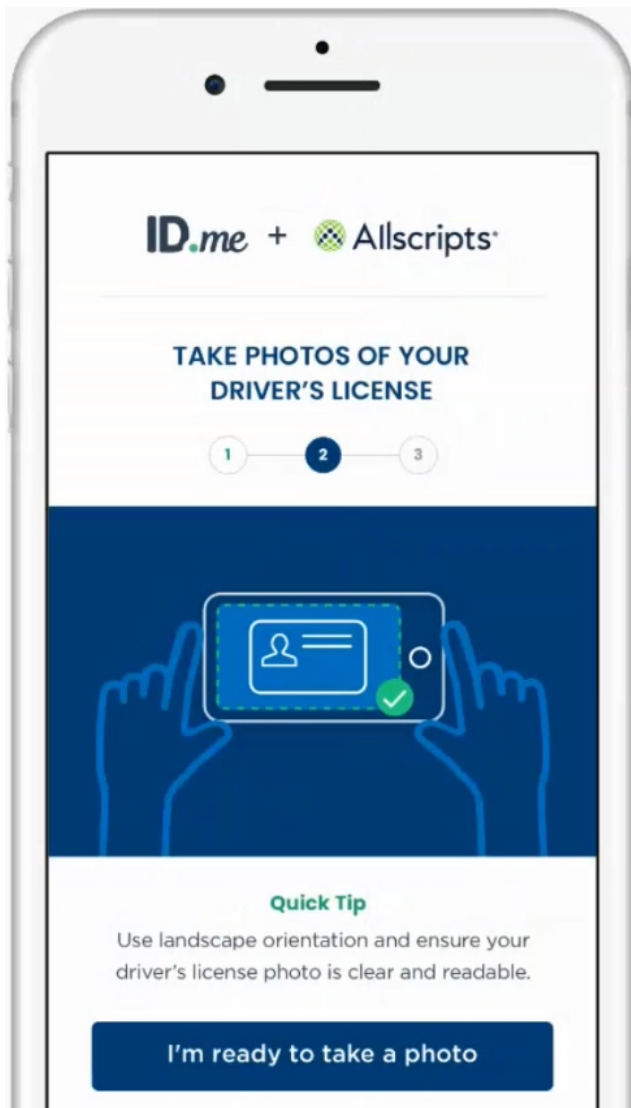 ID.me + Allscripts
TAKE PHOTOS OF YOUR
DRIVER'S LICENSE
1 2 3
Quick Tip
Use landscape orientation and ensure your
driver's license photo is clear and readable.
I'm ready to take a photo